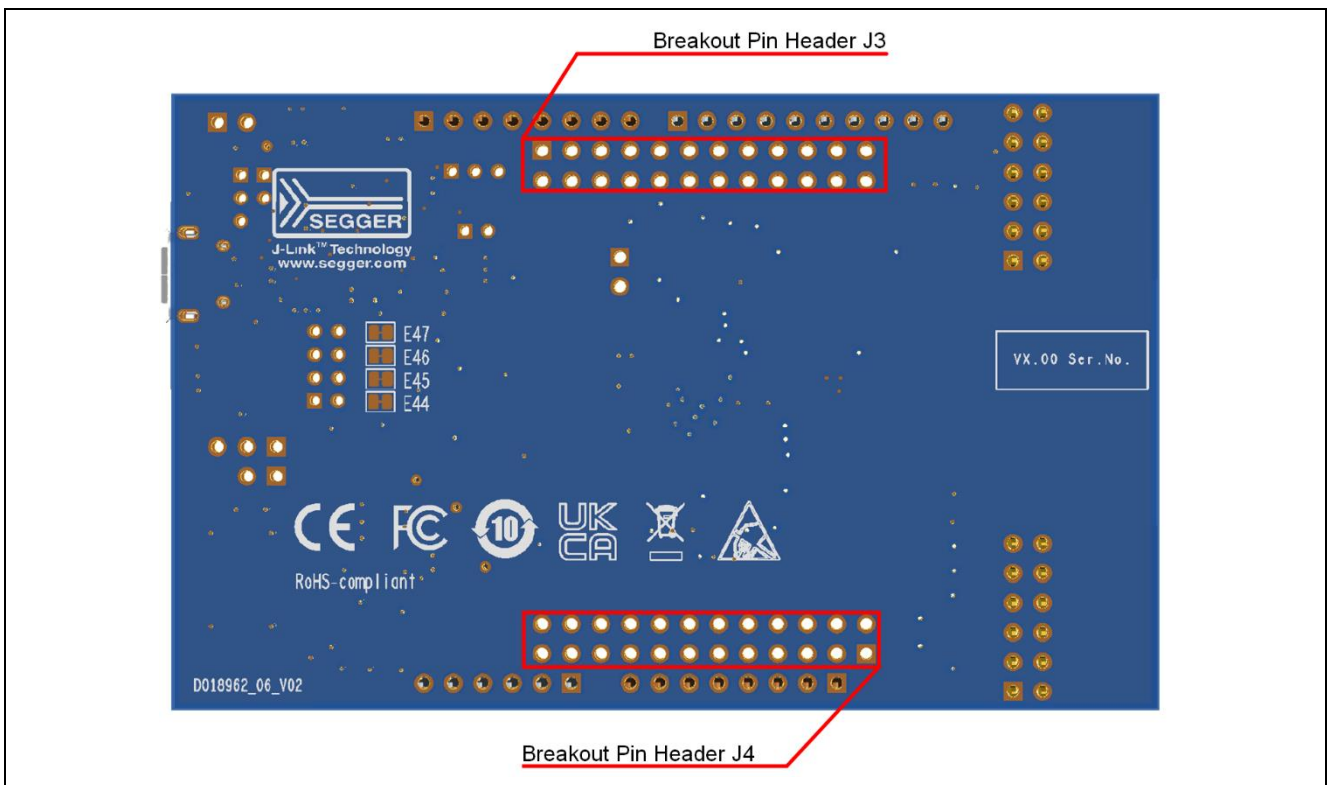 Breakout Pin Header J3
SEGGER
J-Link™ Technology
www.segger.com
E47
E46
E45
E44
VX.00 Ser.No.
CE FC 10 UK
CA
RoHS-compliant
D018962_06_V02
Breakout Pin Header J4